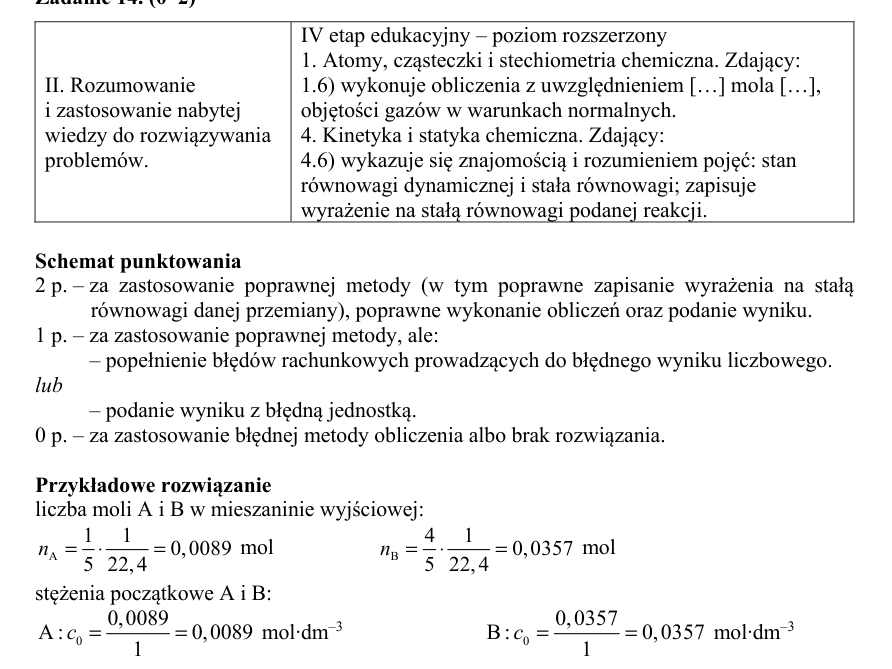 Zadanie 14. (0–2)
II. Rozumowanie
i zastosowanie nabytej
wiedzy do rozwiązywania
problemów.
IV etap edukacyjny – poziom rozszerzony
1. Atomy, cząsteczki i stechiometria chemiczna. Zdający:
1.6) wykonuje obliczenia z uwzględnieniem […] mola […],
objętości gazów w warunkach normalnych.
4. Kinetyka i statyka chemiczna. Zdający:
4.6) wykazuje się znajomością i rozumieniem pojęć: stan
równowagi dynamicznej i stała równowagi; zapisuje
wyrażenie na stałą równowagi podanej reakcji.
Schemat punktowania
2 p. – za zastosowanie poprawnej metody (w tym poprawne zapisanie wyrażenia na stałą
równowagi danej przemiany), poprawne wykonanie obliczeń oraz podanie wyniku.
1 p. – za zastosowanie poprawnej metody, ale:
– popełnienie błędów rachunkowych prowadzących do błędnego wyniku liczbowego.
lub
– podanie wyniku z błędną jednostką.
0 p. – za zastosowanie błędnej metody obliczenia albo brak rozwiązania.
Przykładowe rozwiązanie
liczba moli A i B w mieszaninie wyjściowej:
n_A = 1/5 · 1/22,4 = 0,0089 mol n_B = 4/5 · 1/22,4 = 0,0357 mol
stężenia początkowe A i B:
A : c₀ = 0,0089/1 = 0,0089 mol·dm⁻³ B : c₀ = 0,0357/1 = 0,0357 mol·dm⁻³